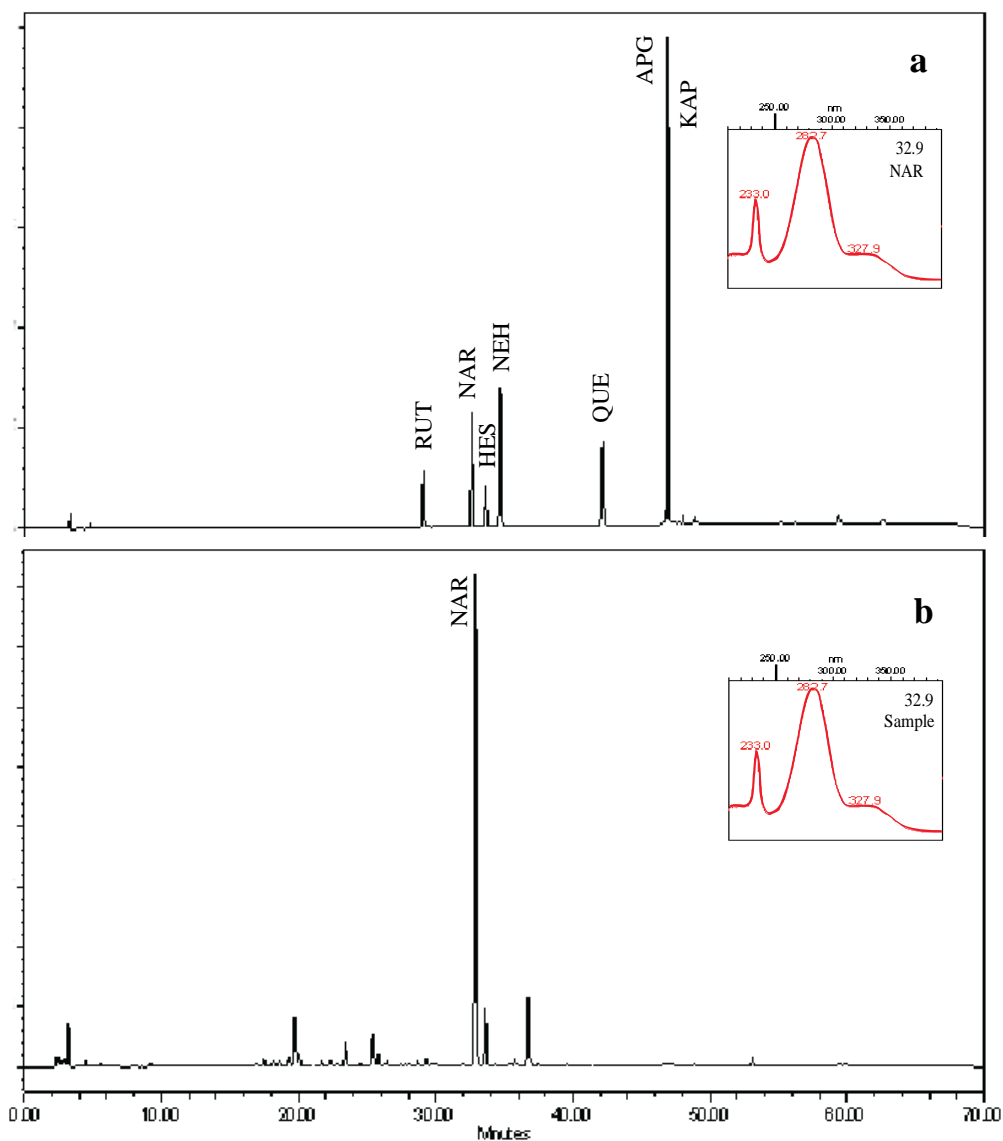 a
APG
KAP
250.00 nm 300.00 350.00
282.7
32.9
NAR
233.0
327.9
NEH
NAR
QUE
RUT
HES
b
NAR
250.00 nm 300.00 350.00
282.7
32.9
Sample
233.0
327.9
0.00 10.00 20.00 30.00 40.00 50.00 60.00 70.00
Minutes